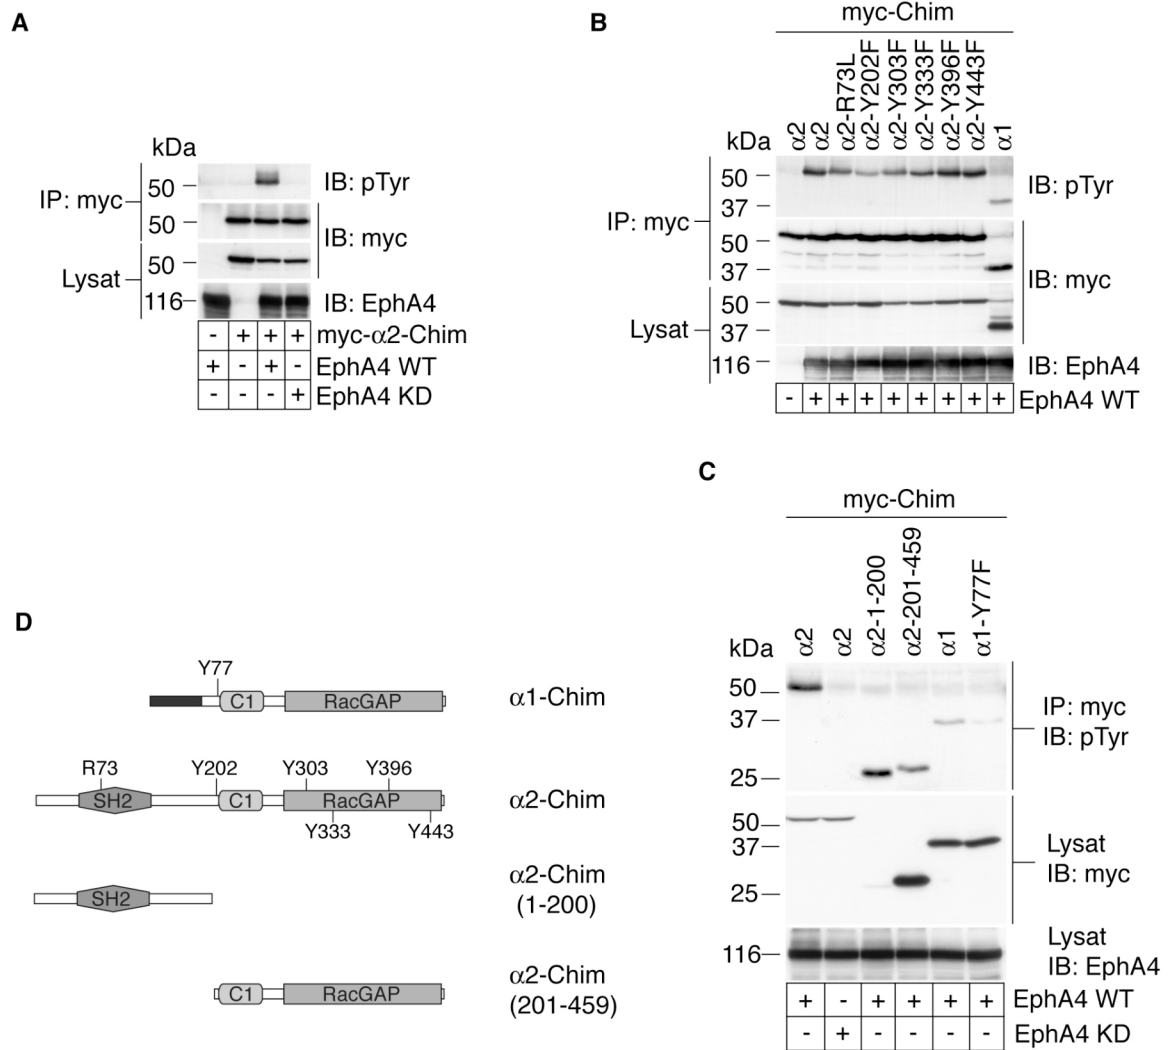 A
kDa
IP: myc
50
IB: pTyr
50
IB: myc
Lysat
50
116
IB: EphA4
- + + + myc-α2-Chim
+ - + - EphA4 WT
- - - + EphA4 KD
B
myc-Chim
kDa
α2
α2
α2-R73L
α2-Y202F
α2-Y303F
α2-Y333F
α2-Y396F
α2-Y443F
α1
50
IB: pTyr
37
IP: myc
50
37
IB: myc
50
Lysat
37
116
IB: EphA4
- + + + + + + + + EphA4 WT
C
myc-Chim
kDa
α2
α2
α2-1-200
α2-201-459
α1
α1-Y77F
50
37
IP: myc
IB: pTyr
25
50
37
Lysat
IB: myc
25
Lysat
116
IB: EphA4
+ - + + + + EphA4 WT
- + - - - - EphA4 KD
D
Y77
C1 RacGAP α1-Chim
R73 Y202 Y303 Y396
SH2 C1 RacGAP α2-Chim
Y333 Y443
SH2 α2-Chim
(1-200)
C1 RacGAP α2-Chim
(201-459)